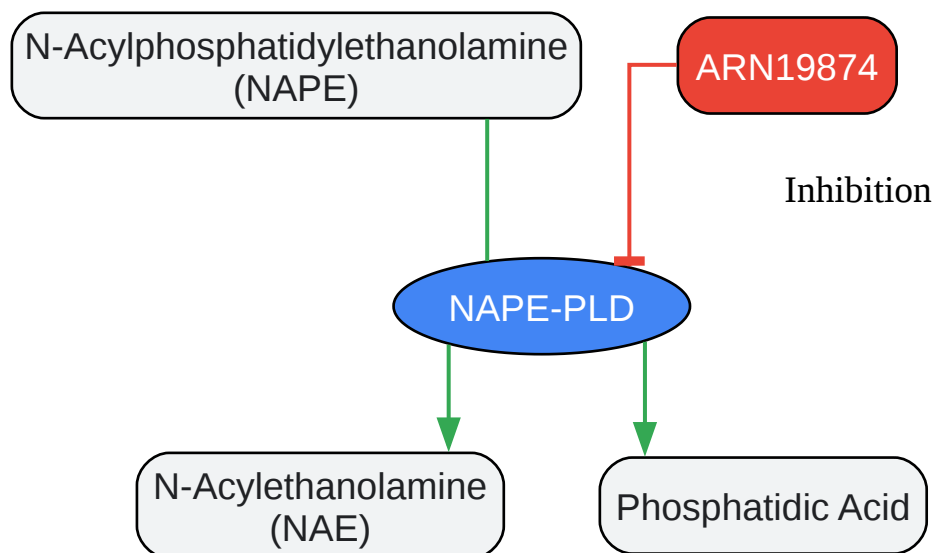 N-Acylphosphatidylethanolamine
(NAPE)
ARN19874
Inhibition
NAPE-PLD
N-Acylethanolamine
(NAE)
Phosphatidic Acid